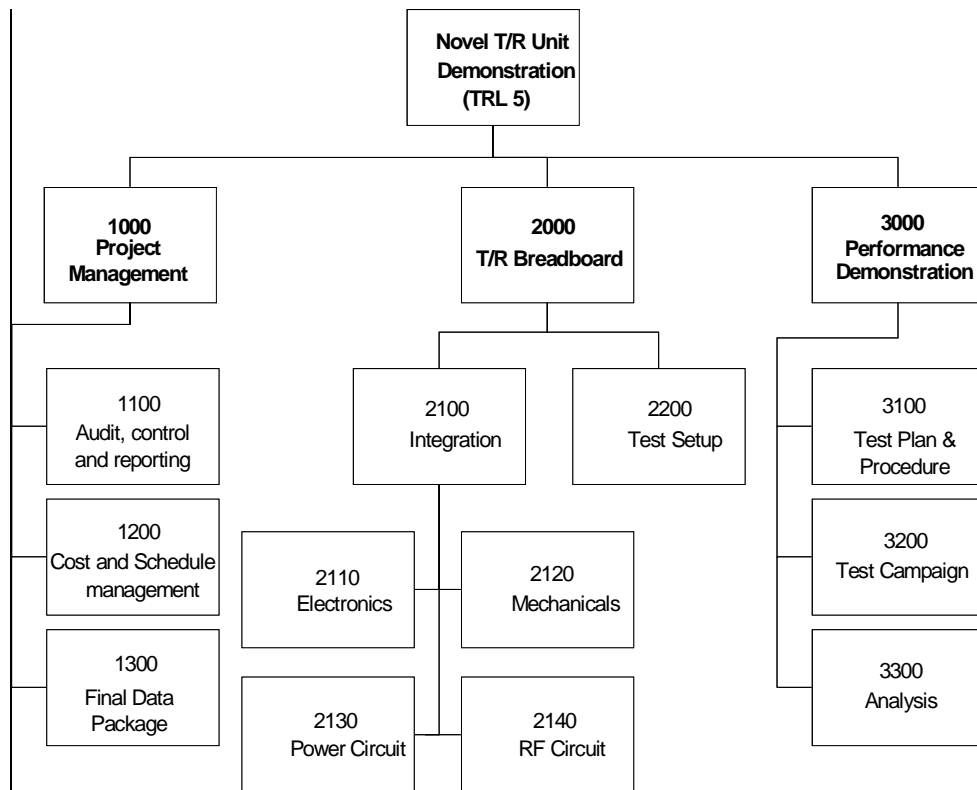 Novel T/R Unit
Demonstration
(TRL 5)
1000
Project
Management
2000
T/R Breadboard
3000
Performance
Demonstration
1100
Audit, control
and reporting
2100
Integration
2200
Test Setup
3100
Test Plan &
Procedure
1200
Cost and Schedule
management
2110
Electronics
2120
Mechanicals
3200
Test Campaign
1300
Final Data
Package
2130
Power Circuit
2140
RF Circuit
3300
Analysis